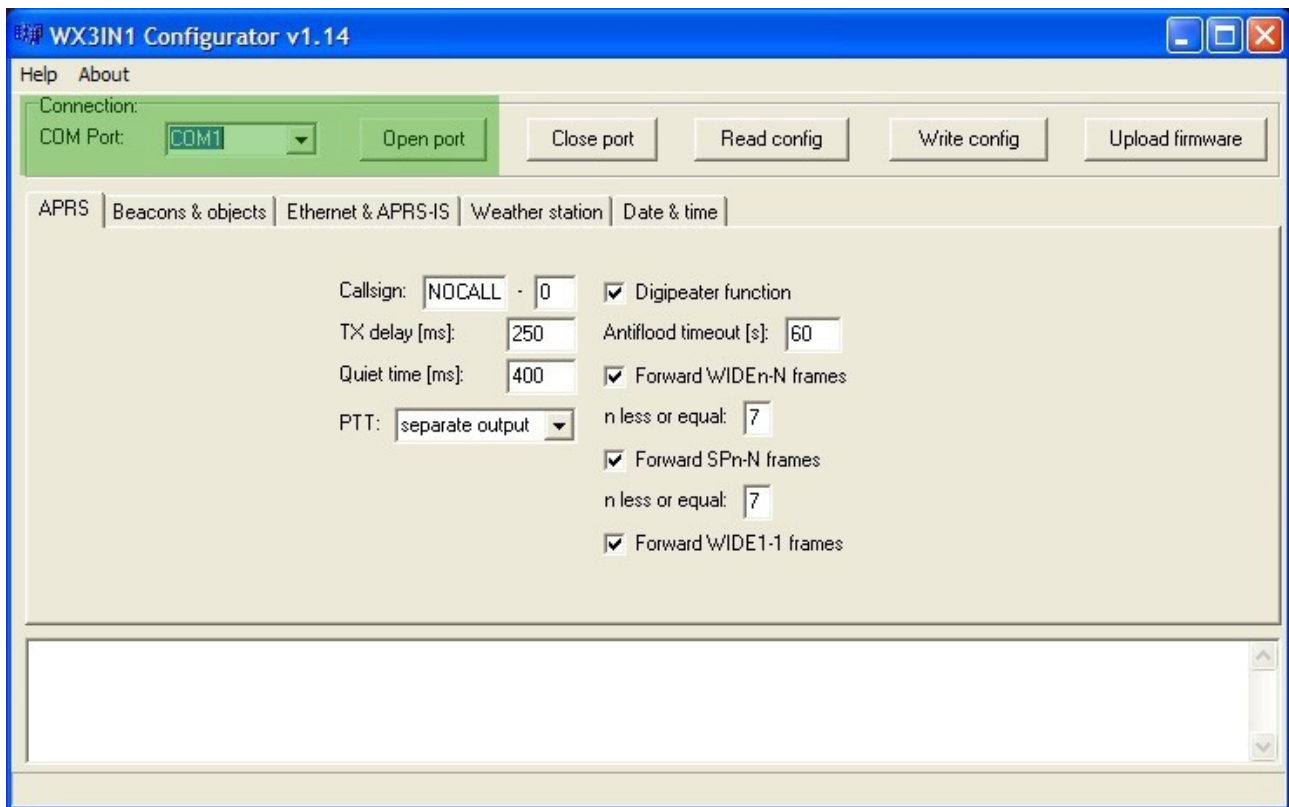 WX3IN1 Configurator v1.14
Help About
Connection:
COM Port: COM1 Open port Close port Read config Write config Upload firmware
APRS Beacons & objects Ethernet & APRS-IS Weather station Date & time
Callsign: NOCALL - 0 Digipeater function
TX delay [ms]: 250 Antiflood timeout [s]: 60
Quiet time [ms]: 400 Forward WIDEn-N frames
PTT: separate output n less or equal: 7
Forward SPn-N frames
n less or equal: 7
Forward WIDE1-1 frames